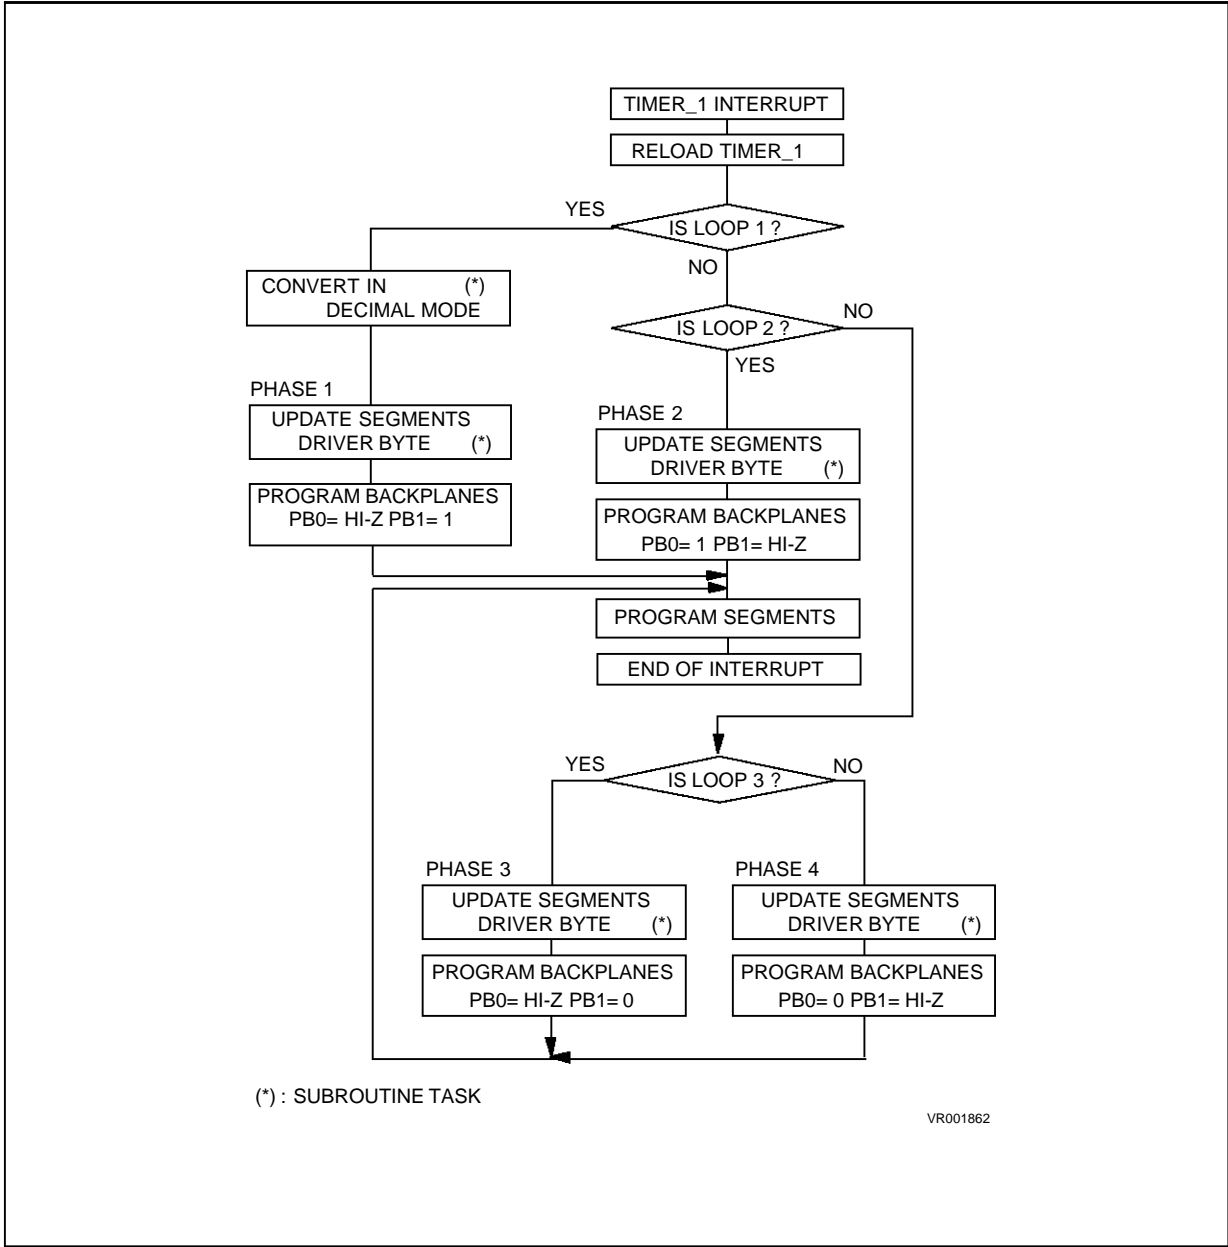 TIMER_1 INTERRUPT
RELOAD TIMER_1
YES
IS LOOP 1 ?
NO
CONVERT IN (*)
DECIMAL MODE
NO
IS LOOP 2 ?
YES
PHASE 1
UPDATE SEGMENTS
DRIVER BYTE (*)
PROGRAM BACKPLANES
PB0= HI-Z PB1= 1
PHASE 2
UPDATE SEGMENTS
DRIVER BYTE (*)
PROGRAM BACKPLANES
PB0= 1 PB1= HI-Z
PROGRAM SEGMENTS
END OF INTERRUPT
YES
IS LOOP 3 ?
NO
PHASE 3
UPDATE SEGMENTS
DRIVER BYTE (*)
PROGRAM BACKPLANES
PB0= HI-Z PB1= 0
PHASE 4
UPDATE SEGMENTS
DRIVER BYTE (*)
PROGRAM BACKPLANES
PB0= 0 PB1= HI-Z
(*) : SUBROUTINE TASK
VR001862